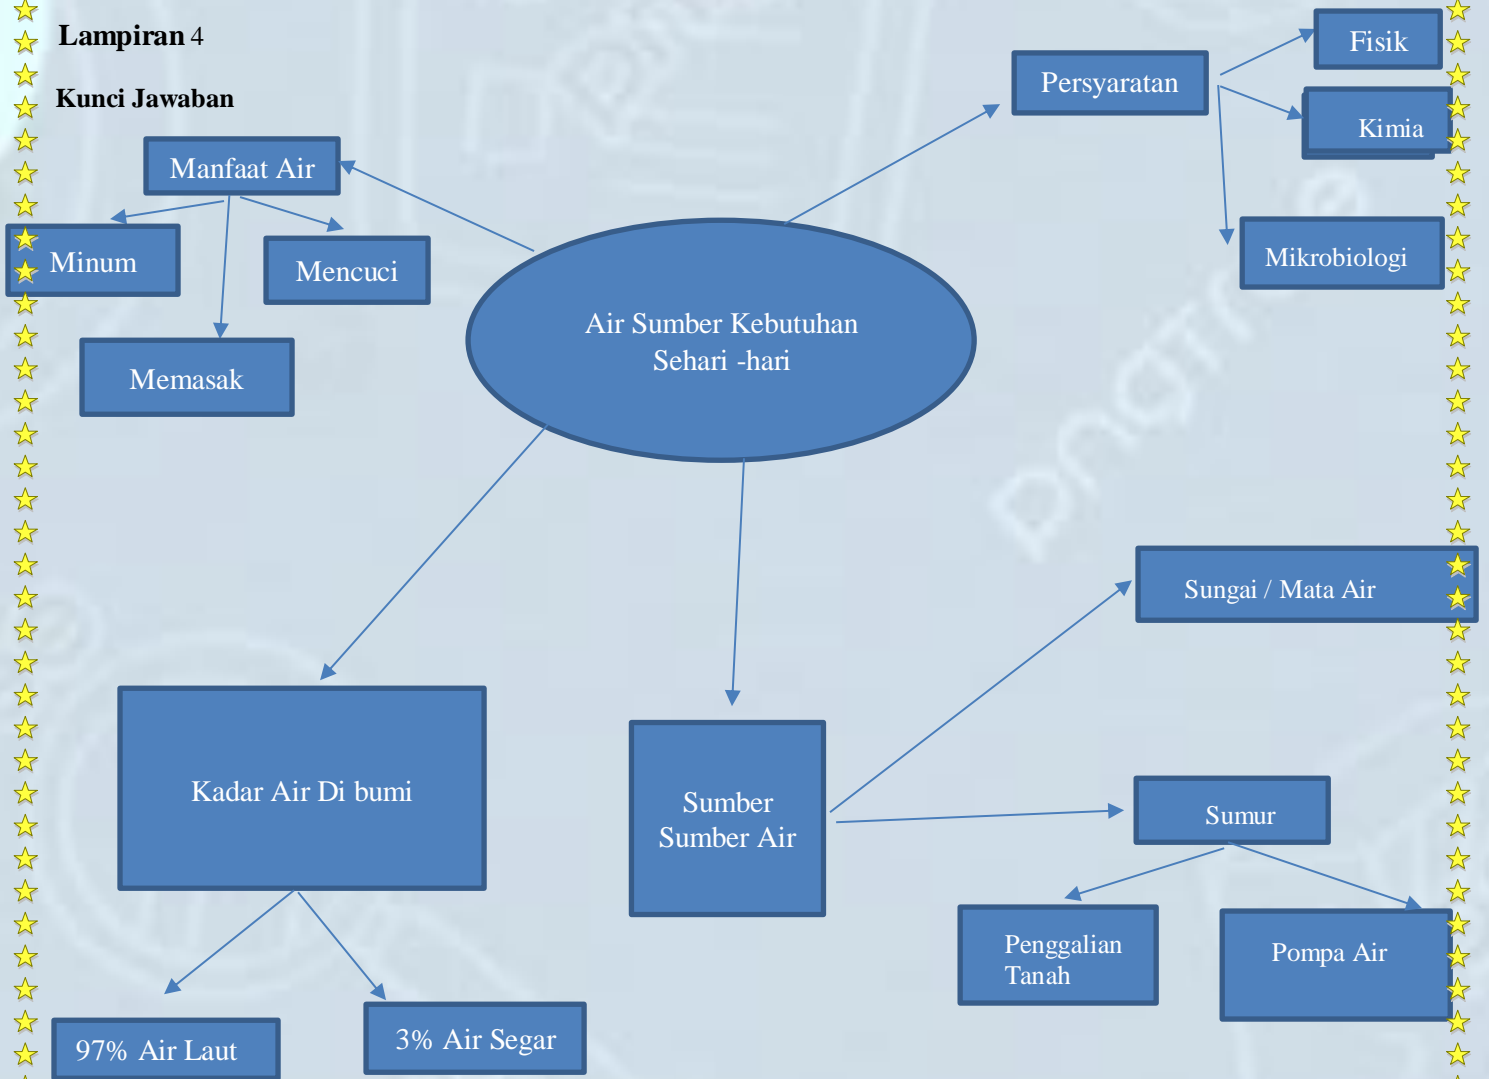 Lampiran 4
Kunci Jawaban
Fisik
Persyaratan
Kimia
Mikrobiologi
Manfaat Air
Minum
Mencuci
Memasak
Air Sumber Kebutuhan
Sehari -hari
Sungai / Mata Air
Kadar Air Di bumi
Sumber
Sumber Air
Sumur
Penggalian
Tanah
Pompa Air
97% Air Laut
3% Air Segar
pngtree